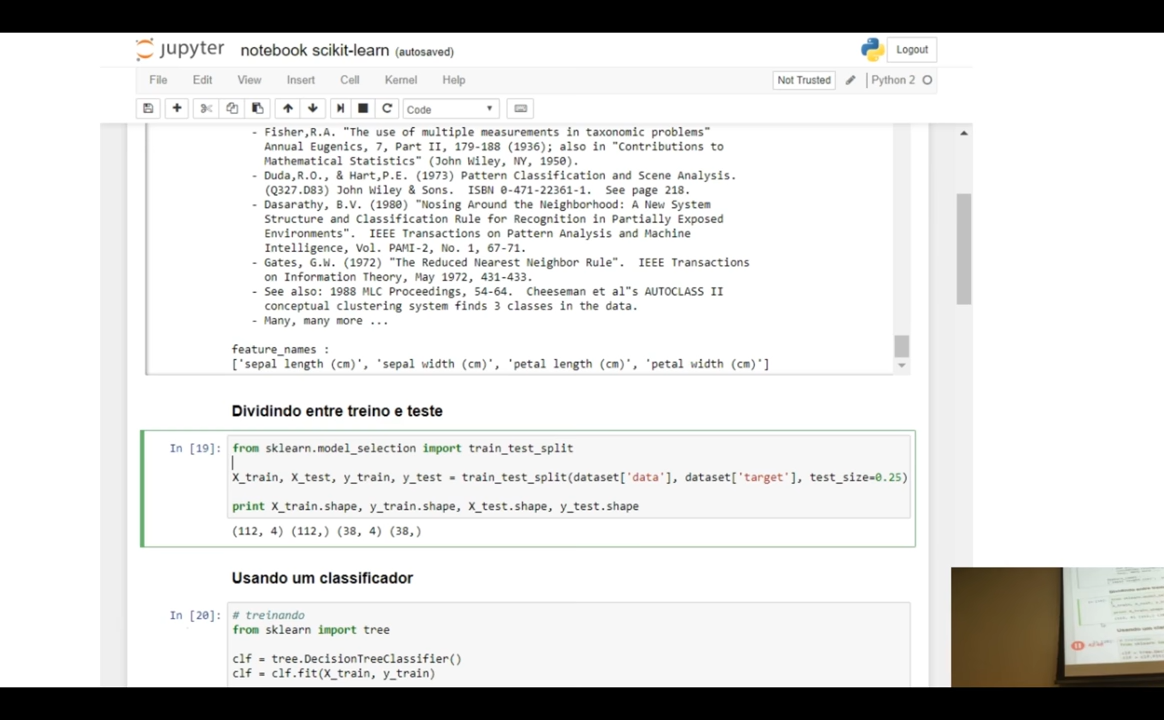 jupyter notebook scikit-learn (autosaved) Logout
File Edit View Insert Cell Kernel Help Not Trusted Python 2
Code
- Fisher,R.A. "The use of multiple measurements in taxonomic problems"
Annual Eugenics, 7, Part II, 179-188 (1936); also in "Contributions to
Mathematical Statistics" (John Wiley, NY, 1950).
- Duda,R.O., & Hart,P.E. (1973) Pattern Classification and Scene Analysis.
(Q327.D83) John Wiley & Sons.  ISBN 0-471-22361-1.  See page 218.
- Dasarathy, B.V. (1980) "Nosing Around the Neighborhood: A New System
Structure and Classification Rule for Recognition in Partially Exposed
Environments".  IEEE Transactions on Pattern Analysis and Machine
Intelligence, Vol. PAMI-2, No. 1, 67-71.
- Gates, G.W. (1972) "The Reduced Nearest Neighbor Rule".  IEEE Transactions
on Information Theory, May 1972, 431-433.
- See also: 1988 MLC Proceedings, 54-64.  Cheeseman et al"s AUTOCLASS II
conceptual clustering system finds 3 classes in the data.
- Many, many more ...
feature_names :
['sepal length (cm)', 'sepal width (cm)', 'petal length (cm)', 'petal width (cm)']
Dividindo entre treino e teste
In [19]: from sklearn.model_selection import train_test_split
X_train, X_test, y_train, y_test = train_test_split(dataset['data'], dataset['target'], test_size=0.25)
print X_train.shape, y_train.shape, X_test.shape, y_test.shape
(112, 4) (112,) (38, 4) (38,)
Usando um classificador
In [20]: # treinando
from sklearn import tree
clf = tree.DecisionTreeClassifier()
clf = clf.fit(X_train, y_train)